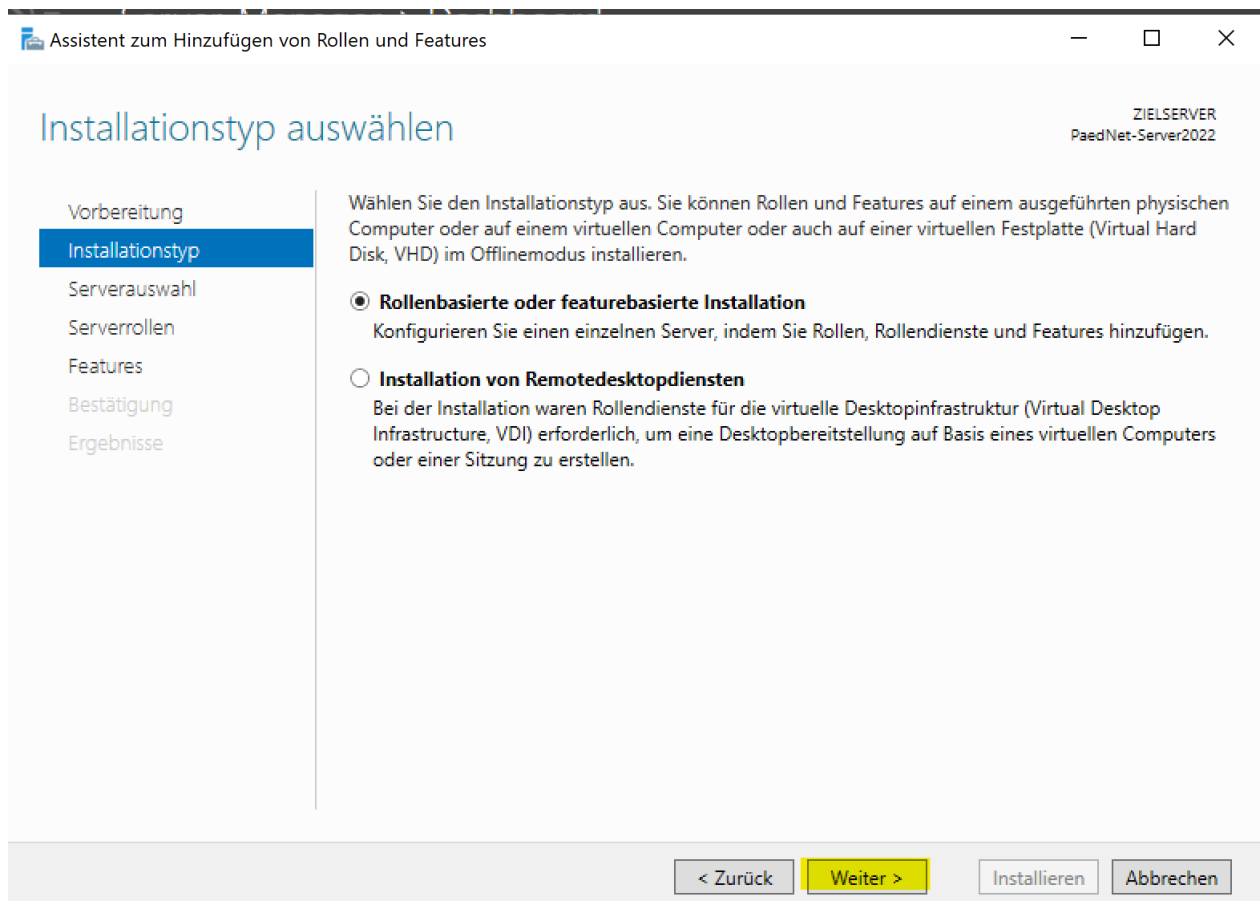 Assistent zum Hinzufügen von Rollen und Features
Installationstyp auswählen
ZIELSERVER
PaedNet-Server2022
Vorbereitung
Installationstyp
Serverauswahl
Serverrollen
Features
Bestätigung
Ergebnisse
Wählen Sie den Installationstyp aus. Sie können Rollen und Features auf einem ausgeführten physischen
Computer oder auf einem virtuellen Computer oder auch auf einer virtuellen Festplatte (Virtual Hard
Disk, VHD) im Offlinemodus installieren.
Rollenbasierte oder featurebasierte Installation
Konfigurieren Sie einen einzelnen Server, indem Sie Rollen, Rollendienste und Features hinzufügen.
Installation von Remotedesktopdiensten
Bei der Installation waren Rollendienste für die virtuelle Desktopinfrastruktur (Virtual Desktop
Infrastructure, VDI) erforderlich, um eine Desktopbereitstellung auf Basis eines virtuellen Computers
oder einer Sitzung zu erstellen.
< Zurück
Weiter >
Installieren
Abbrechen